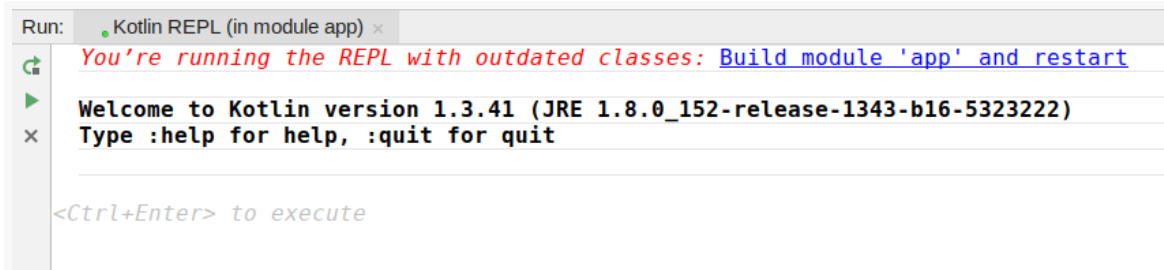 Run: Kotlin REPL (in module app)
You’re running the REPL with outdated classes: Build module 'app' and restart
Welcome to Kotlin version 1.3.41 (JRE 1.8.0_152-release-1343-b16-5323222)
Type :help for help, :quit for quit
<Ctrl+Enter> to execute